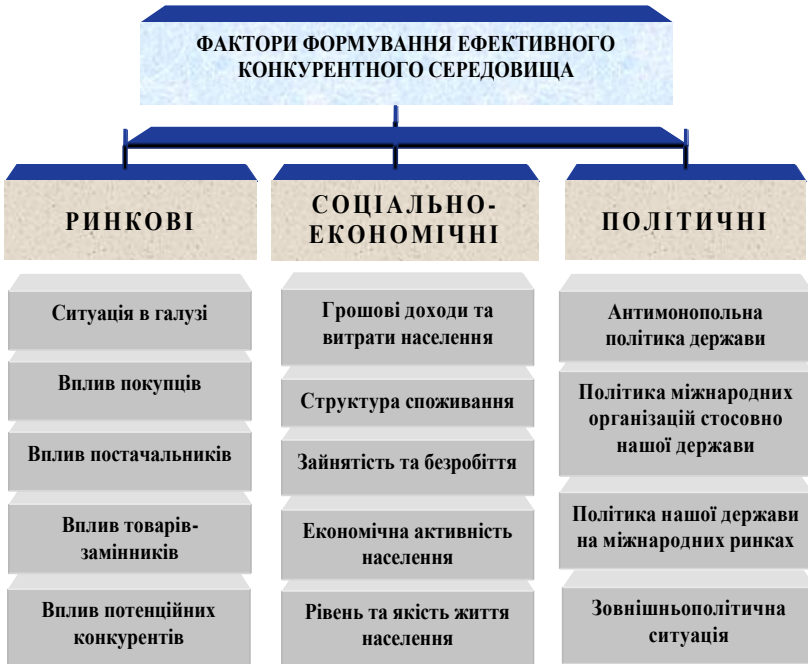 ФАКТОРИ ФОРМУВАННЯ ЕФЕКТИВНОГО
КОНКУРЕНТНОГО СЕРЕДОВИЩА
РИНКОВІ
Ситуація в галузі
Вплив покупців
Вплив постачальників
Вплив товарів-
замінників
Вплив потенційних
конкурентів
СОЦІАЛЬНО-
ЕКОНОМІЧНІ
Грошові доходи та
витрати населення
Структура споживання
Зайнятість та безробіття
Економічна активність
населення
Рівень та якість життя
населення
ПОЛІТИЧНІ
Антимонопольна
політика держави
Політика міжнародних
організацій стосовно
нашої держави
Політика нашої держави
на міжнародних ринках
Зовнішньополітична
ситуація